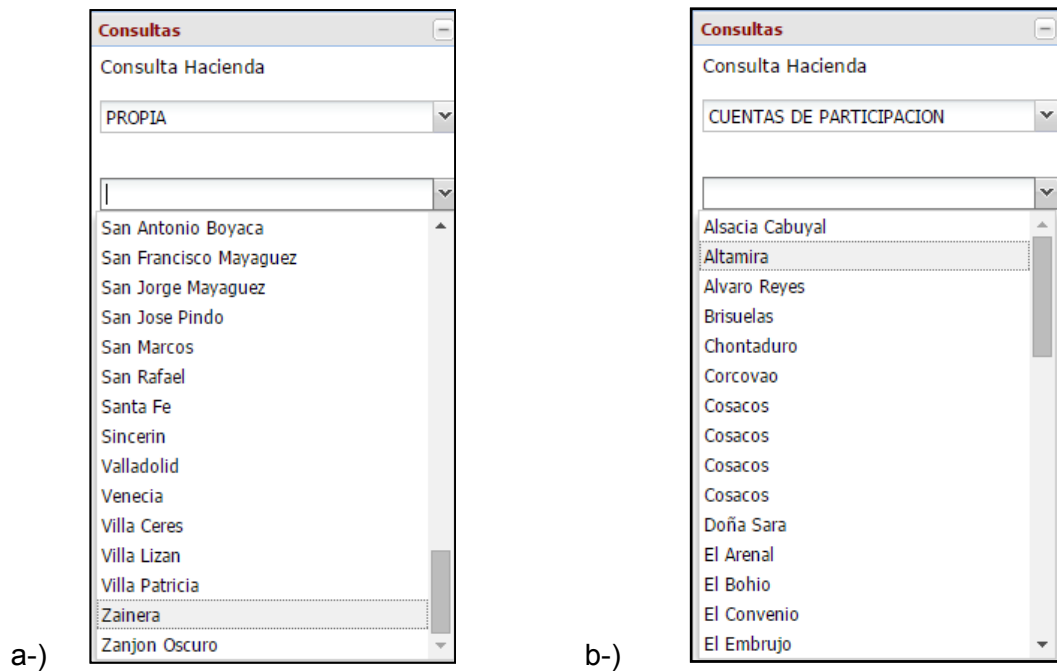 Consultas
Consulta Hacienda
PROPIA
San Antonio Boyaca
San Francisco Mayaguez
San Jorge Mayaguez
San Jose Pindo
San Marcos
San Rafael
Santa Fe
Sincerin
Valladolid
Venecia
Villa Ceres
Villa Lizan
Villa Patricia
Zainera
Zanjon Oscuro
a-)
Consultas
Consulta Hacienda
CUENTAS DE PARTICIPACION
Alsacia Cabuyal
Altamira
Alvaro Reyes
Brisuelas
Chontaduro
Corcovao
Cosacos
Cosacos
Cosacos
Cosacos
Doña Sara
El Arenal
El Bohio
El Convenio
El Embrujo
b-)